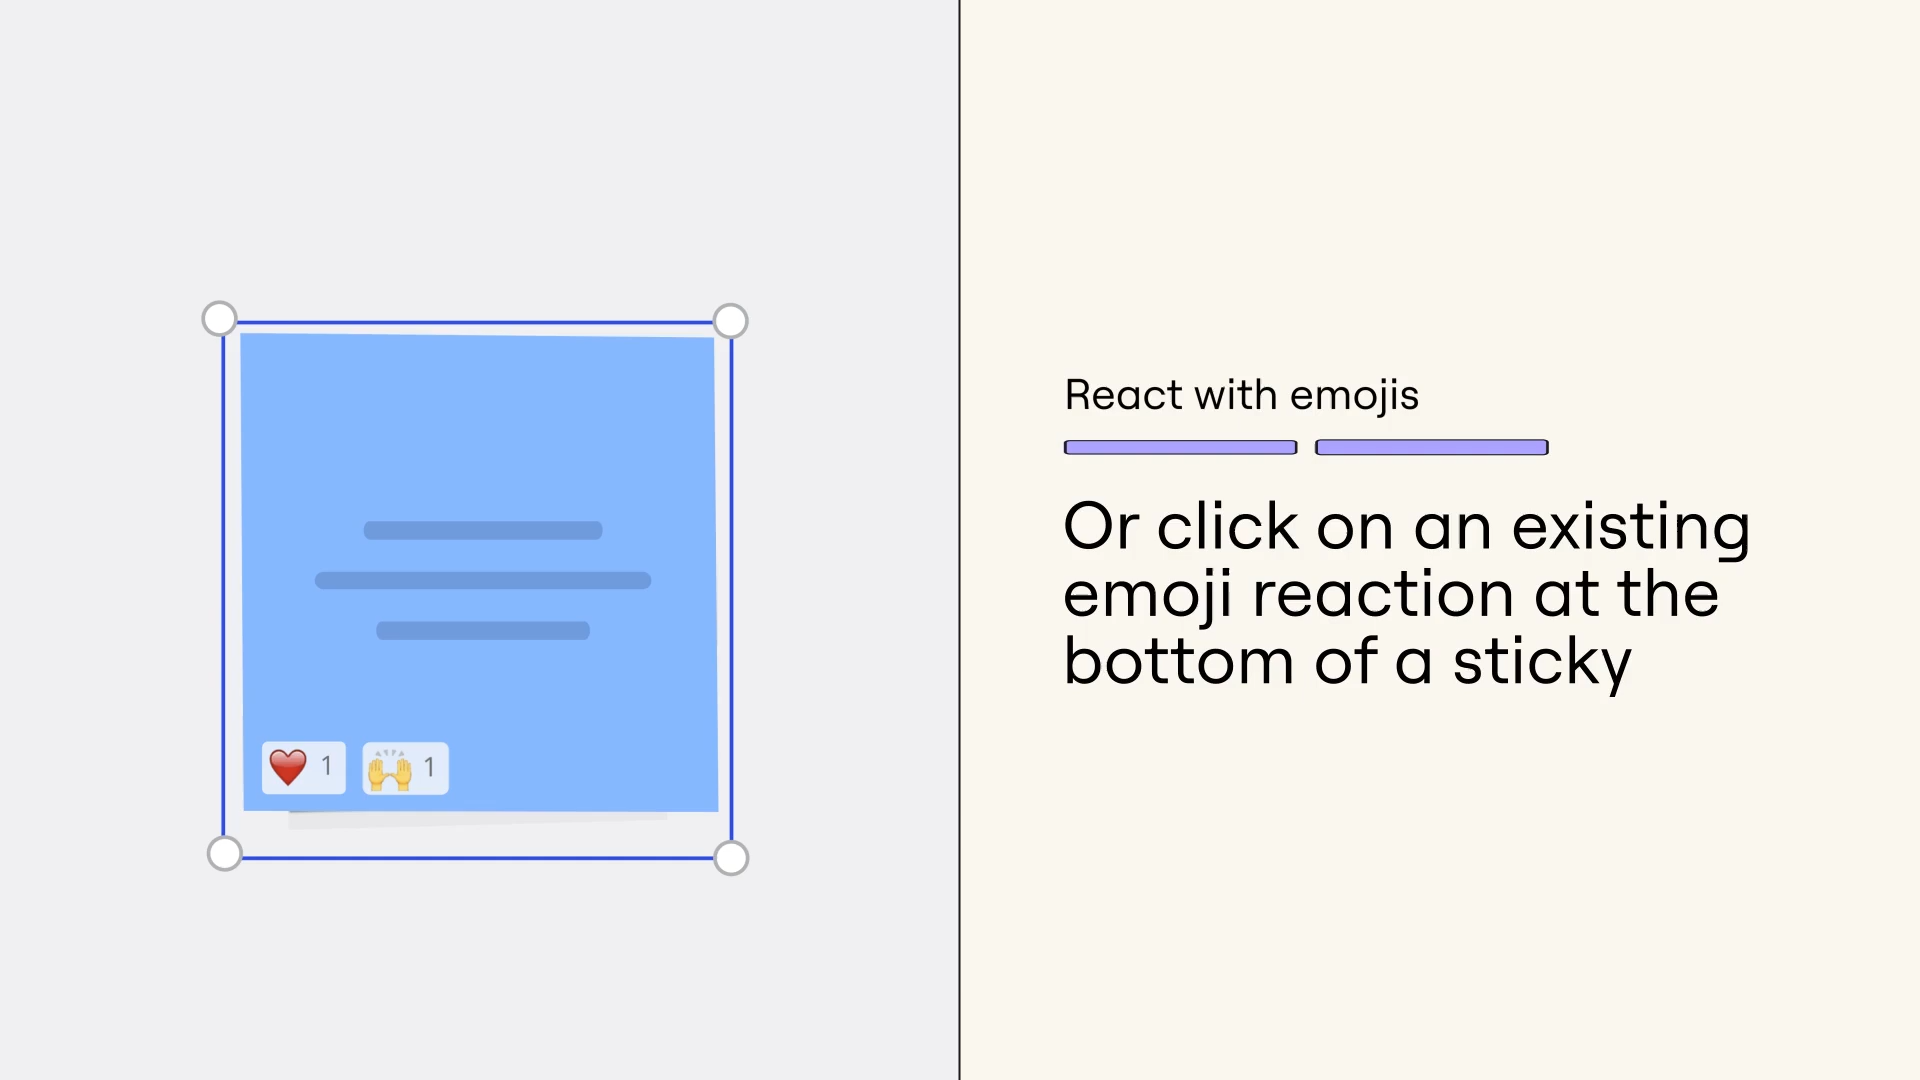 React with emojis
Or click on an existing
emoji reaction at the
bottom of a sticky
❤️ 1 🙌 1